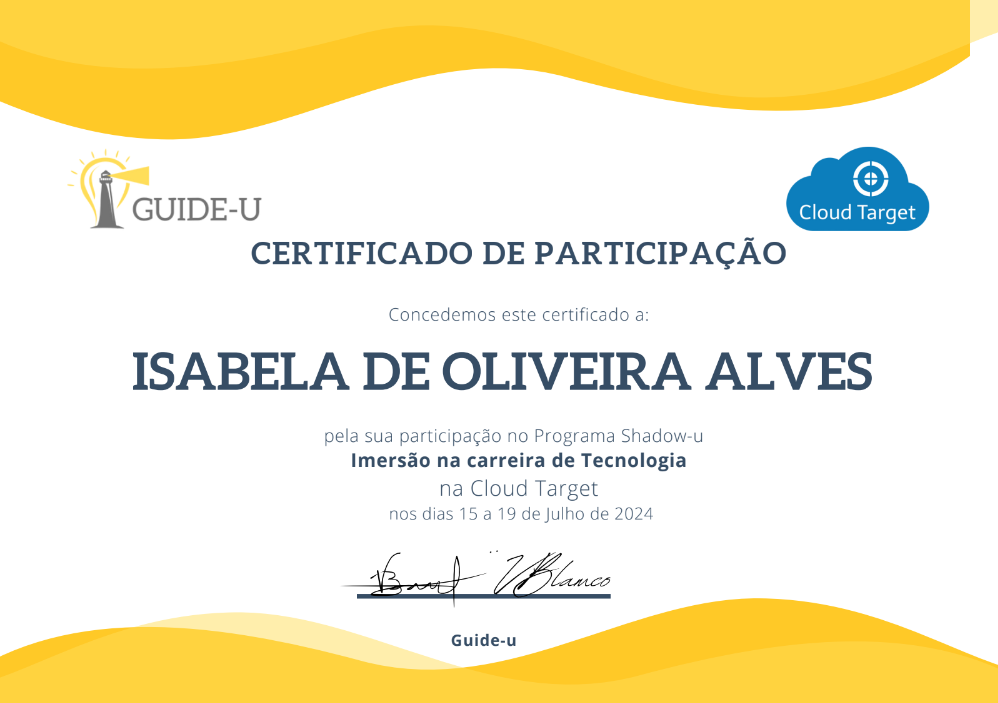 GUIDE-U
Cloud Target
CERTIFICADO DE PARTICIPAÇÃO
Concedemos este certificado a:
ISABELA DE OLIVEIRA ALVES
pela sua participação no Programa Shadow-u
Imersão na carreira de Tecnologia
na Cloud Target
nos dias 15 a 19 de Julho de 2024
Guide-u